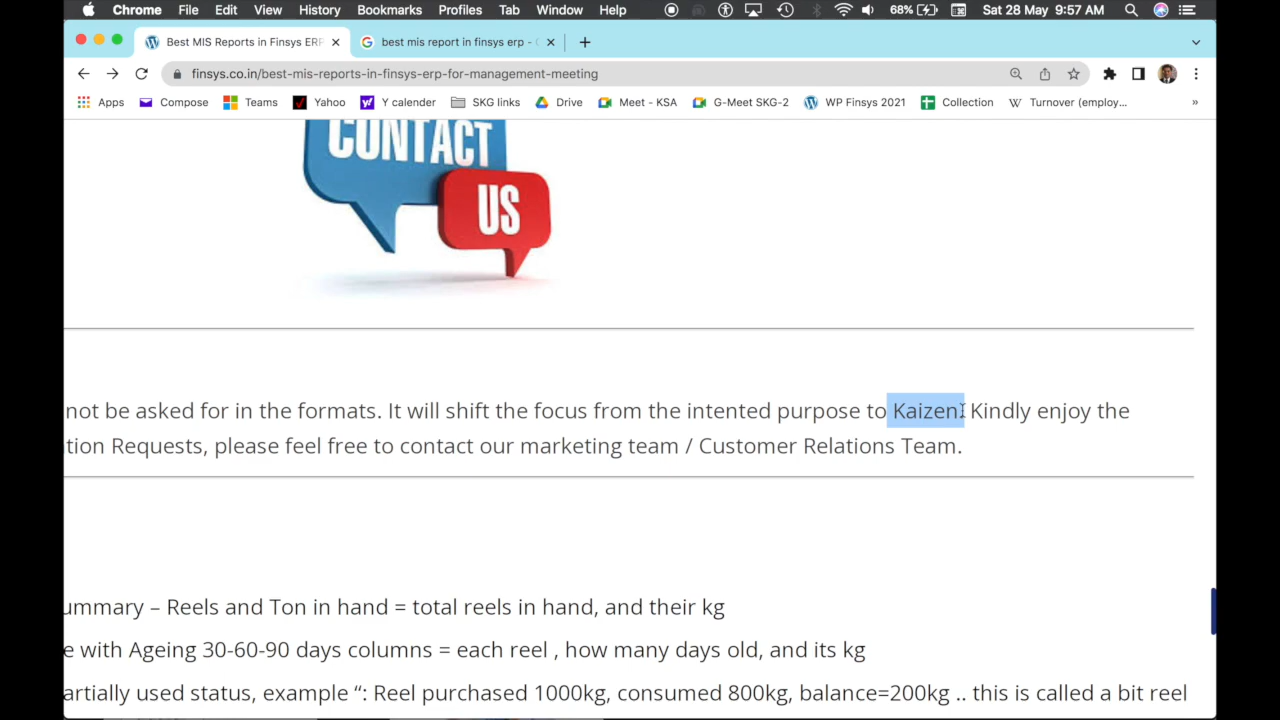 Chrome File Edit View History Bookmarks Profiles Tab Window Help 68% Sat 28 May 9:57 AM
Best MIS Reports in Finsys ERP best mis report in finsys erp -
finsys.co.in/best-mis-reports-in-finsys-erp-for-management-meeting
Apps Compose Teams Yahoo Y calender SKG links Drive Meet - KSA G-Meet SKG-2 WP Finsys 2021 Collection Turnover (employ... »
CONTACT
US
not be asked for in the formats. It will shift the focus from the intented purpose to Kaizen. Kindly enjoy the
tion Requests, please feel free to contact our marketing team / Customer Relations Team.
ummary – Reels and Ton in hand = total reels in hand, and their kg
e with Ageing 30-60-90 days columns = each reel , how many days old, and its kg
artially used status, example “: Reel purchased 1000kg, consumed 800kg, balance=200kg .. this is called a bit reel